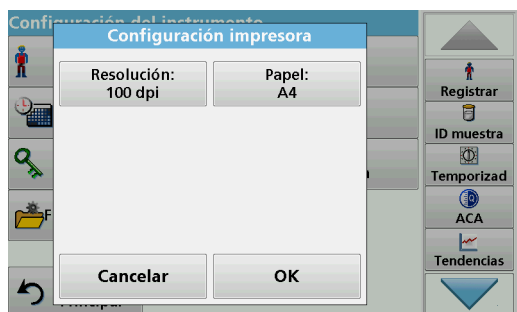 Configuración del instrumento
Configuración impresora
Resolución:
100 dpi
Papel:
A4
Cancelar
OK
Registrar
ID muestra
Temporizad
ACA
Tendencias